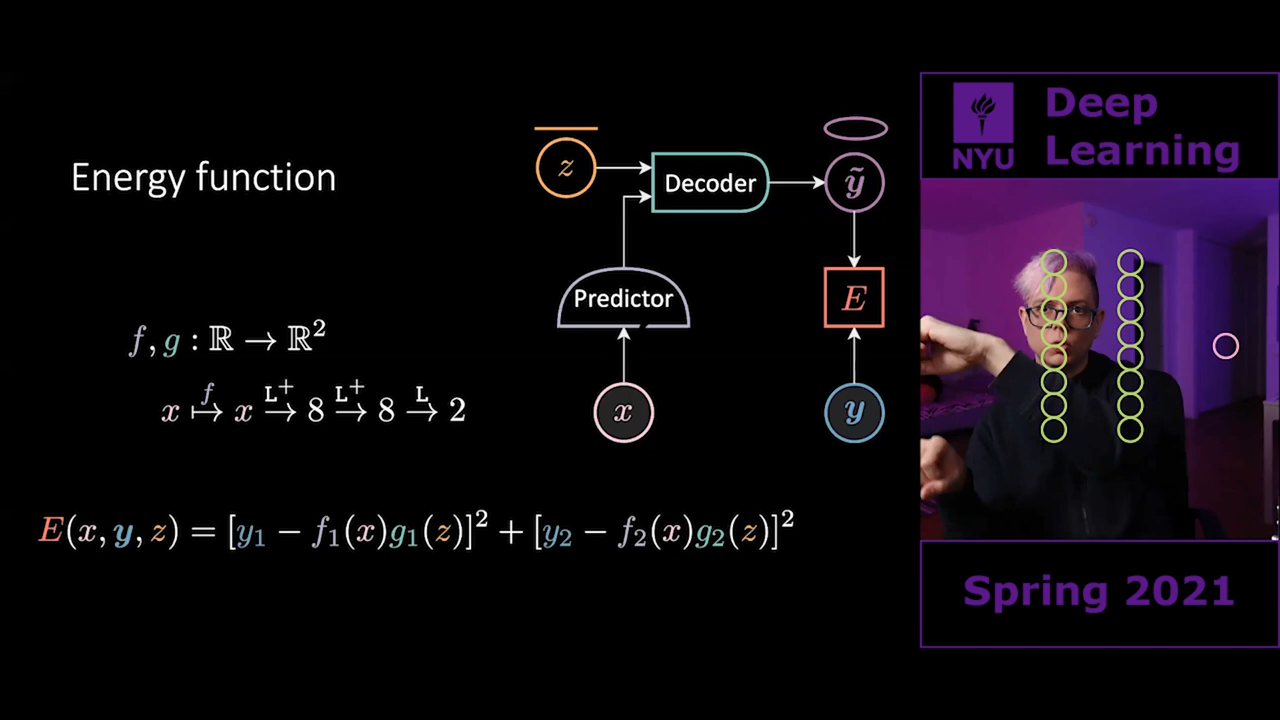 Energy function
z
Decoder
ỹ
Predictor
E
x
y
f, g : ℝ → ℝ²
x ↦ᶠ x →ᴸ⁺ 8 →ᴸ⁺ 8 →ᴸ 2
E(x, y, z) = [y₁ − f₁(x)g₁(z)]² + [y₂ − f₂(x)g₂(z)]²
NYU
Deep
Learning
Spring 2021